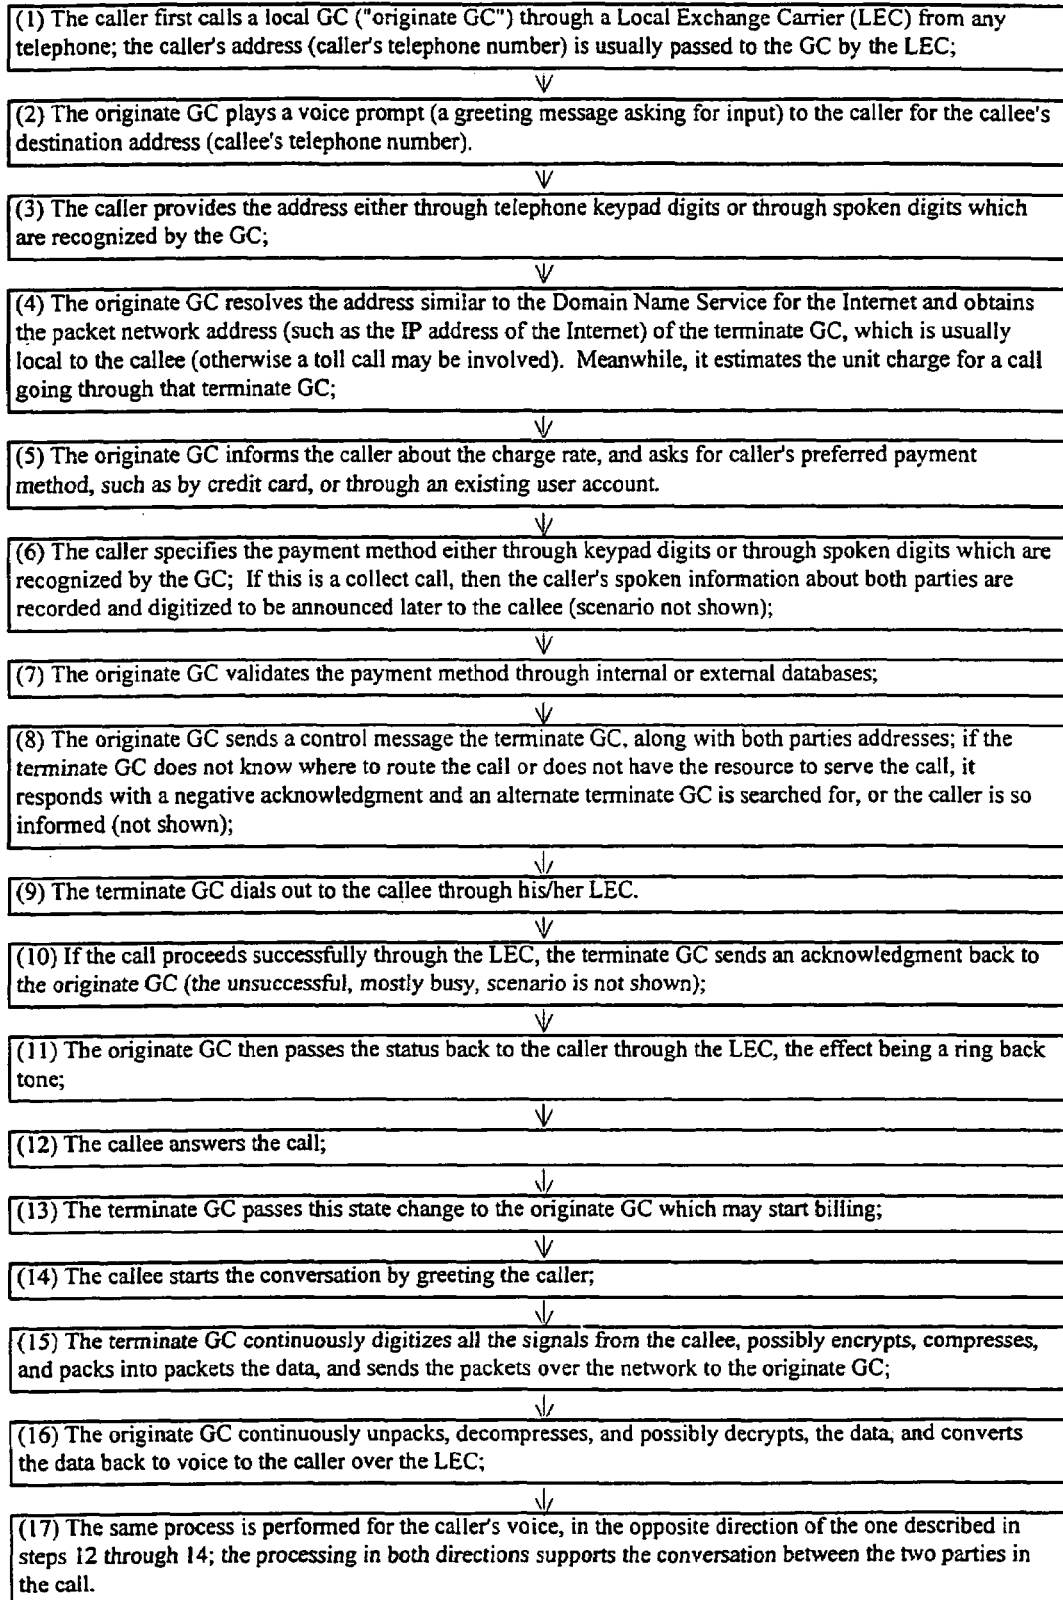 (1) The caller first calls a local GC ("originate GC") through a Local Exchange Carrier (LEC) from any
telephone; the caller's address (caller's telephone number) is usually passed to the GC by the LEC;
(2) The originate GC plays a voice prompt (a greeting message asking for input) to the caller for the callee's
destination address (callee's telephone number).
(3) The caller provides the address either through telephone keypad digits or through spoken digits which
are recognized by the GC;
(4) The originate GC resolves the address similar to the Domain Name Service for the Internet and obtains
the packet network address (such as the IP address of the Internet) of the terminate GC, which is usually
local to the callee (otherwise a toll call may be involved). Meanwhile, it estimates the unit charge for a call
going through that terminate GC;
(5) The originate GC informs the caller about the charge rate, and asks for caller's preferred payment
method, such as by credit card, or through an existing user account.
(6) The caller specifies the payment method either through keypad digits or through spoken digits which are
recognized by the GC; If this is a collect call, then the caller's spoken information about both parties are
recorded and digitized to be announced later to the callee (scenario not shown);
(7) The originate GC validates the payment method through internal or external databases;
(8) The originate GC sends a control message the terminate GC, along with both parties addresses; if the
terminate GC does not know where to route the call or does not have the resource to serve the call, it
responds with a negative acknowledgment and an alternate terminate GC is searched for, or the caller is so
informed (not shown);
(9) The terminate GC dials out to the callee through his/her LEC.
(10) If the call proceeds successfully through the LEC, the terminate GC sends an acknowledgment back to
the originate GC (the unsuccessful, mostly busy, scenario is not shown);
(11) The originate GC then passes the status back to the caller through the LEC, the effect being a ring back
tone;
(12) The callee answers the call;
(13) The terminate GC passes this state change to the originate GC which may start billing;
(14) The callee starts the conversation by greeting the caller;
(15) The terminate GC continuously digitizes all the signals from the callee, possibly encrypts, compresses,
and packs into packets the data, and sends the packets over the network to the originate GC;
(16) The originate GC continuously unpacks, decompresses, and possibly decrypts, the data, and converts
the data back to voice to the caller over the LEC;
(17) The same process is performed for the caller's voice, in the opposite direction of the one described in
steps 12 through 14; the processing in both directions supports the conversation between the two parties in
the call.